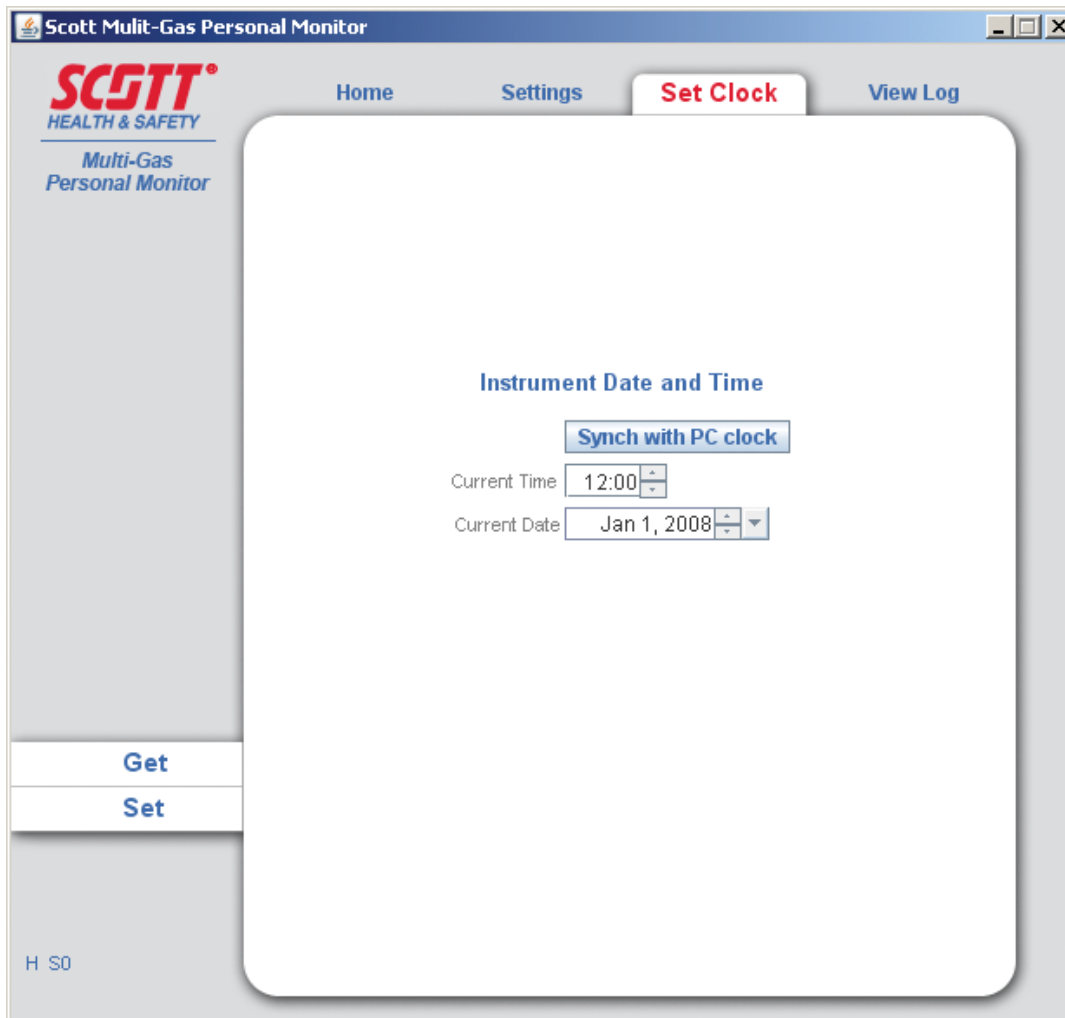 Scott Mulit-Gas Personal Monitor
SCOTT®
HEALTH & SAFETY
Multi-Gas
Personal Monitor
Home
Settings
Set Clock
View Log
Instrument Date and Time
Synch with PC clock
Current Time 12:00
Current Date Jan 1, 2008
Get
Set
H S0